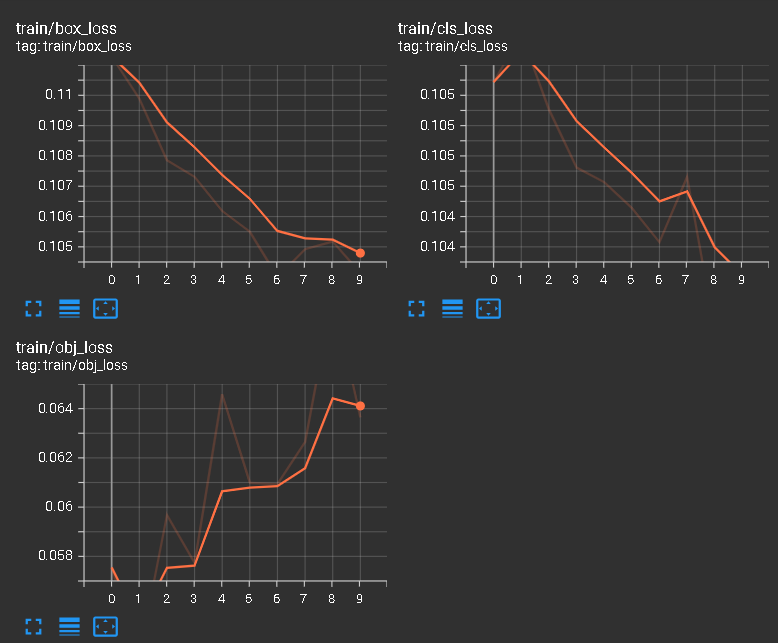 train/box_loss
tag: train/box_loss
0.11
0.109
0.108
0.107
0.106
0.105
0 1 2 3 4 5 6 7 8 9
train/cls_loss
tag: train/cls_loss
0.105
0.105
0.105
0.105
0.104
0.104
0 1 2 3 4 5 6 7 8 9
train/obj_loss
tag: train/obj_loss
0.064
0.062
0.06
0.058
0 1 2 3 4 5 6 7 8 9